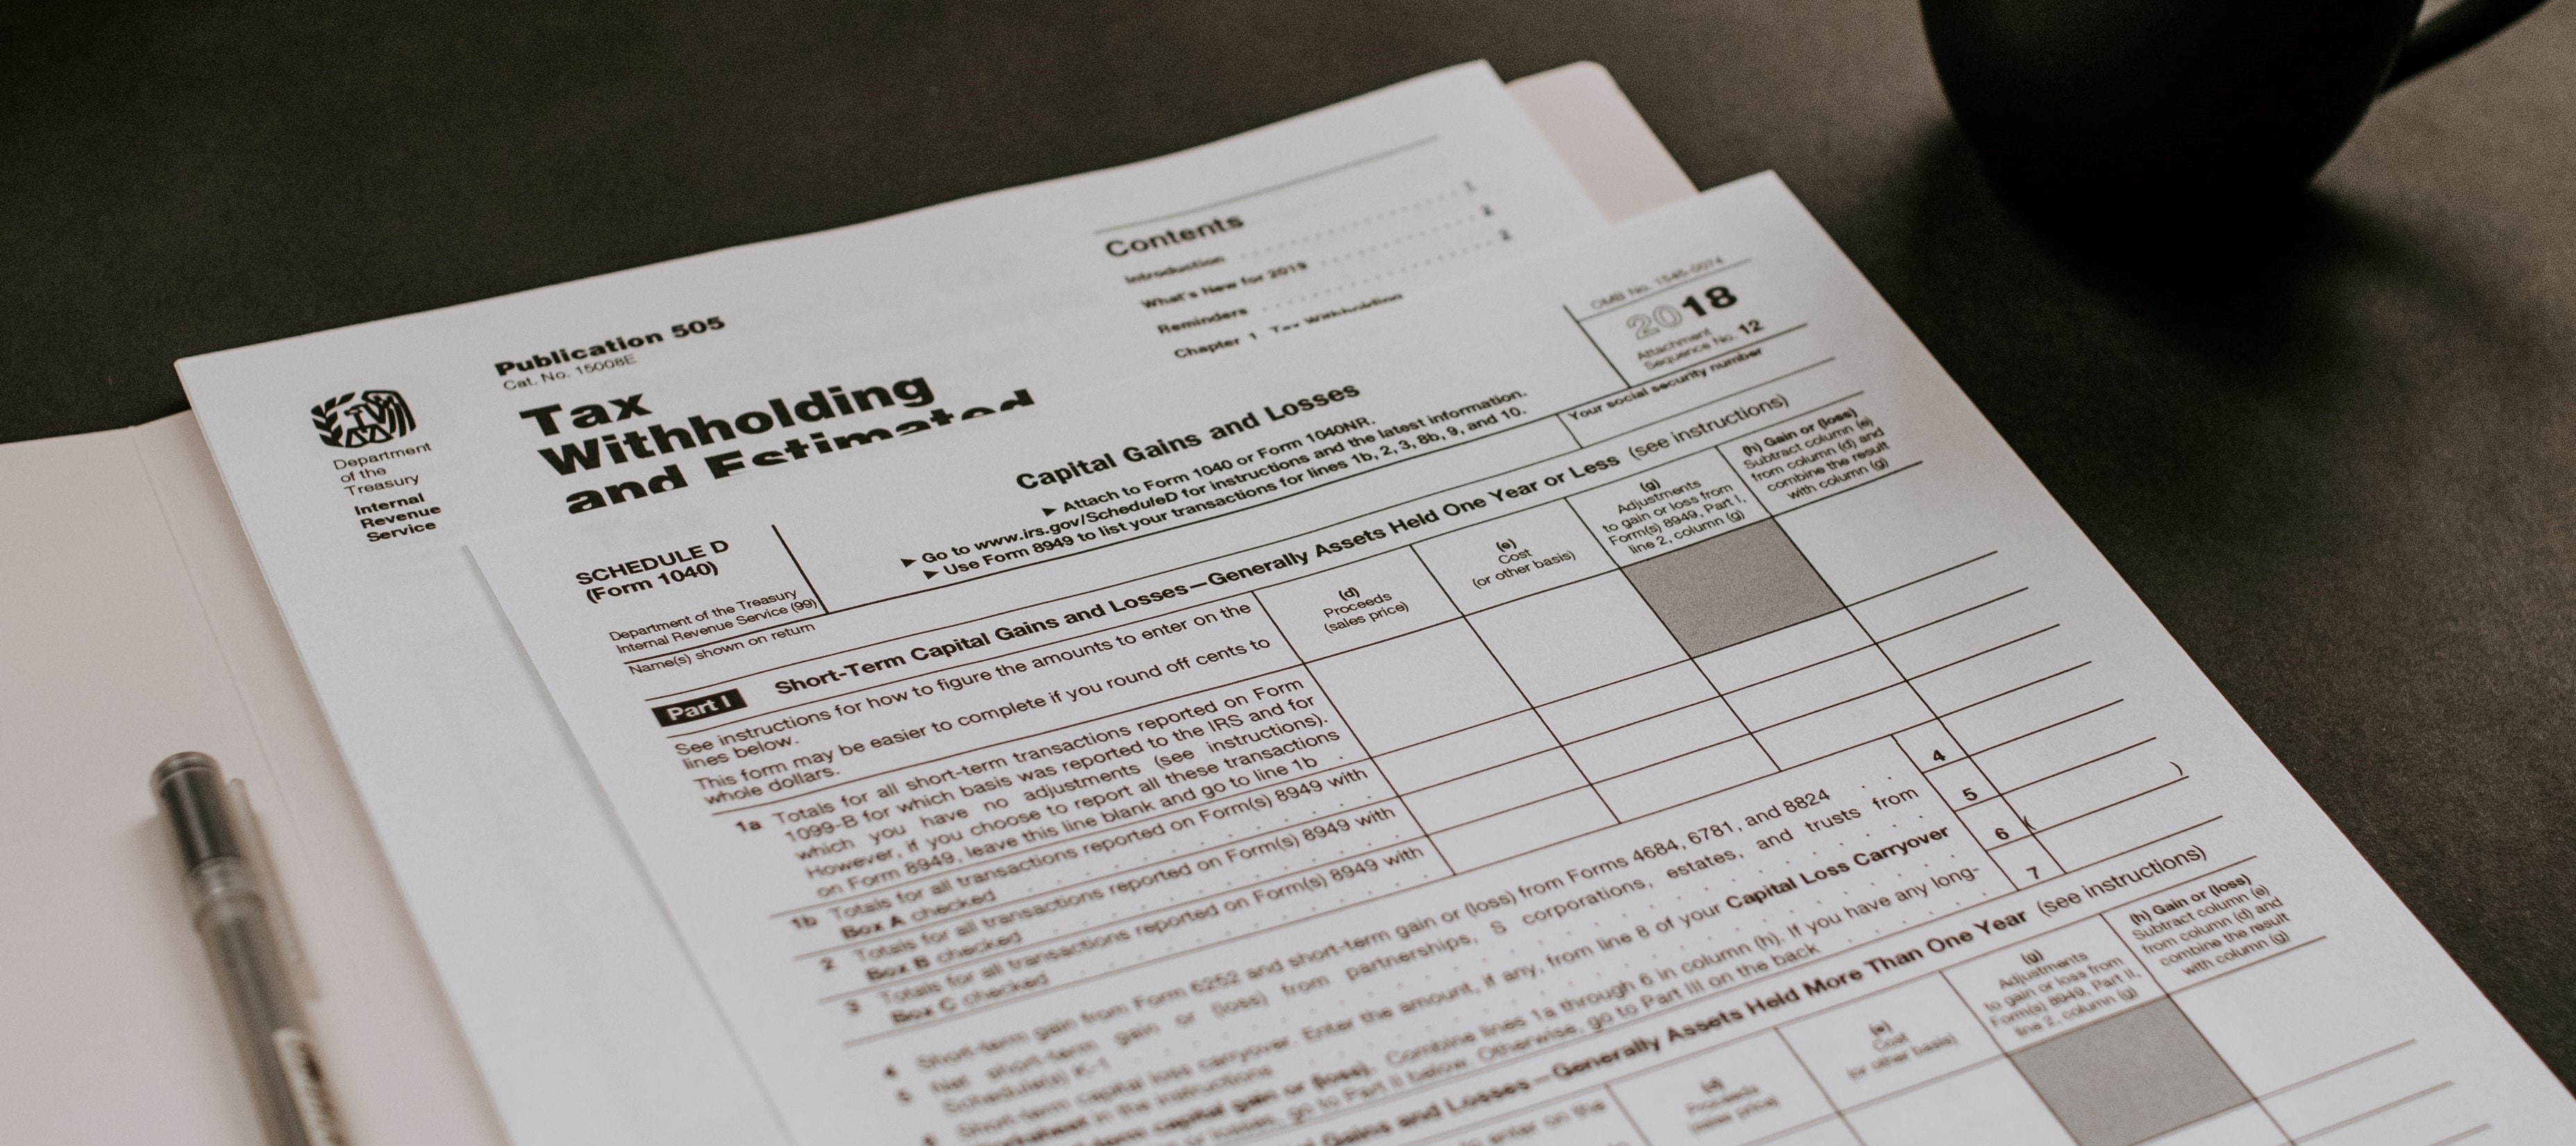 Publication 505
Cat. No. 15008E
Tax
Withholding
and Estimated
Department
of the
Treasury
Internal
Revenue
Service
Contents
Introduction . . . . . . . . . . . . . . . 1
What's New for 2019 . . . . . . . . . . . 2
Reminders . . . . . . . . . . . . . . . . 2
Chapter 1 Tax Withholding
SCHEDULE D
(Form 1040)
Department of the Treasury
Internal Revenue Service (99)
Capital Gains and Losses
► Attach to Form 1040 or Form 1040NR.
► Go to www.irs.gov/ScheduleD for instructions and the latest information.
► Use Form 8949 to list your transactions for lines 1b, 2, 3, 8b, 9, and 10.
OMB No. 1545-0074
2018
Attachment
Sequence No. 12
Name(s) shown on return
Your social security number
Part I Short-Term Capital Gains and Losses—Generally Assets Held One Year or Less (see instructions)
See instructions for how to figure the amounts to enter on the
lines below.
This form may be easier to complete if you round off cents to
whole dollars.
(d)
Proceeds
(sales price)
(e)
Cost
(or other basis)
(g)
Adjustments
to gain or loss from
Form(s) 8949, Part I,
line 2, column (g)
(h) Gain or (loss)
Subtract column (e)
from column (d) and
combine the result
with column (g)
1a Totals for all short-term transactions reported on Form
1099-B for which basis was reported to the IRS and for
which you have no adjustments (see instructions).
However, if you choose to report all these transactions
on Form 8949, leave this line blank and go to line 1b .
1b Totals for all transactions reported on Form(s) 8949 with
Box A checked . . . . . . . . . . . . .
2 Totals for all transactions reported on Form(s) 8949 with
Box B checked . . . . . . . . . . . . .
3 Totals for all transactions reported on Form(s) 8949 with
Box C checked . . . . . . . . . . . . .
4 Short-term gain from Form 6252 and short-term gain or (loss) from Forms 4684, 6781, and 8824 . 4
5 Net short-term gain or (loss) from partnerships, S corporations, estates, and trusts from
Schedule(s) K-1 . . . . . . . . . . . . . . . . 5
6 Short-term capital loss carryover. Enter the amount, if any, from line 8 of your Capital Loss Carryover
Worksheet in the instructions . . . . . . . . . . . . 6 ( )
term capital gain or (loss). Combine lines 1a through 6 in column (h). If you have any long-
or losses, go to Part II below. Otherwise, go to Part III on the back . . . . 7
Gains and Losses—Generally Assets Held More Than One Year (see instructions)
to enter on the
(d)
Proceeds
(sales price)
(e)
Cost
(or other basis)
(g)
Adjustments
to gain or loss from
Form(s) 8949, Part II,
line 2, column (g)
(h) Gain or (loss)
Subtract column (e)
from column (d) and
combine the result
with column (g)